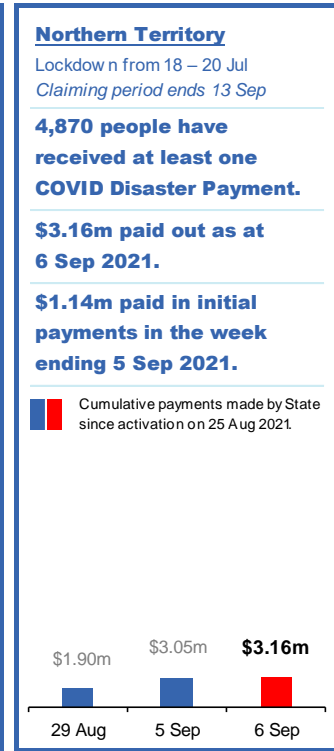 Northern Territory
Lockdown from 18 – 20 Jul
Claiming period ends 13 Sep
4,870 people have
received at least one
COVID Disaster Payment.
$3.16m paid out as at
6 Sep 2021.
$1.14m paid in initial
payments in the week
ending 5 Sep 2021.
Cumulative payments made by State
since activation on 25 Aug 2021.
$1.90m
$3.05m
$3.16m
29 Aug
5 Sep
6 Sep